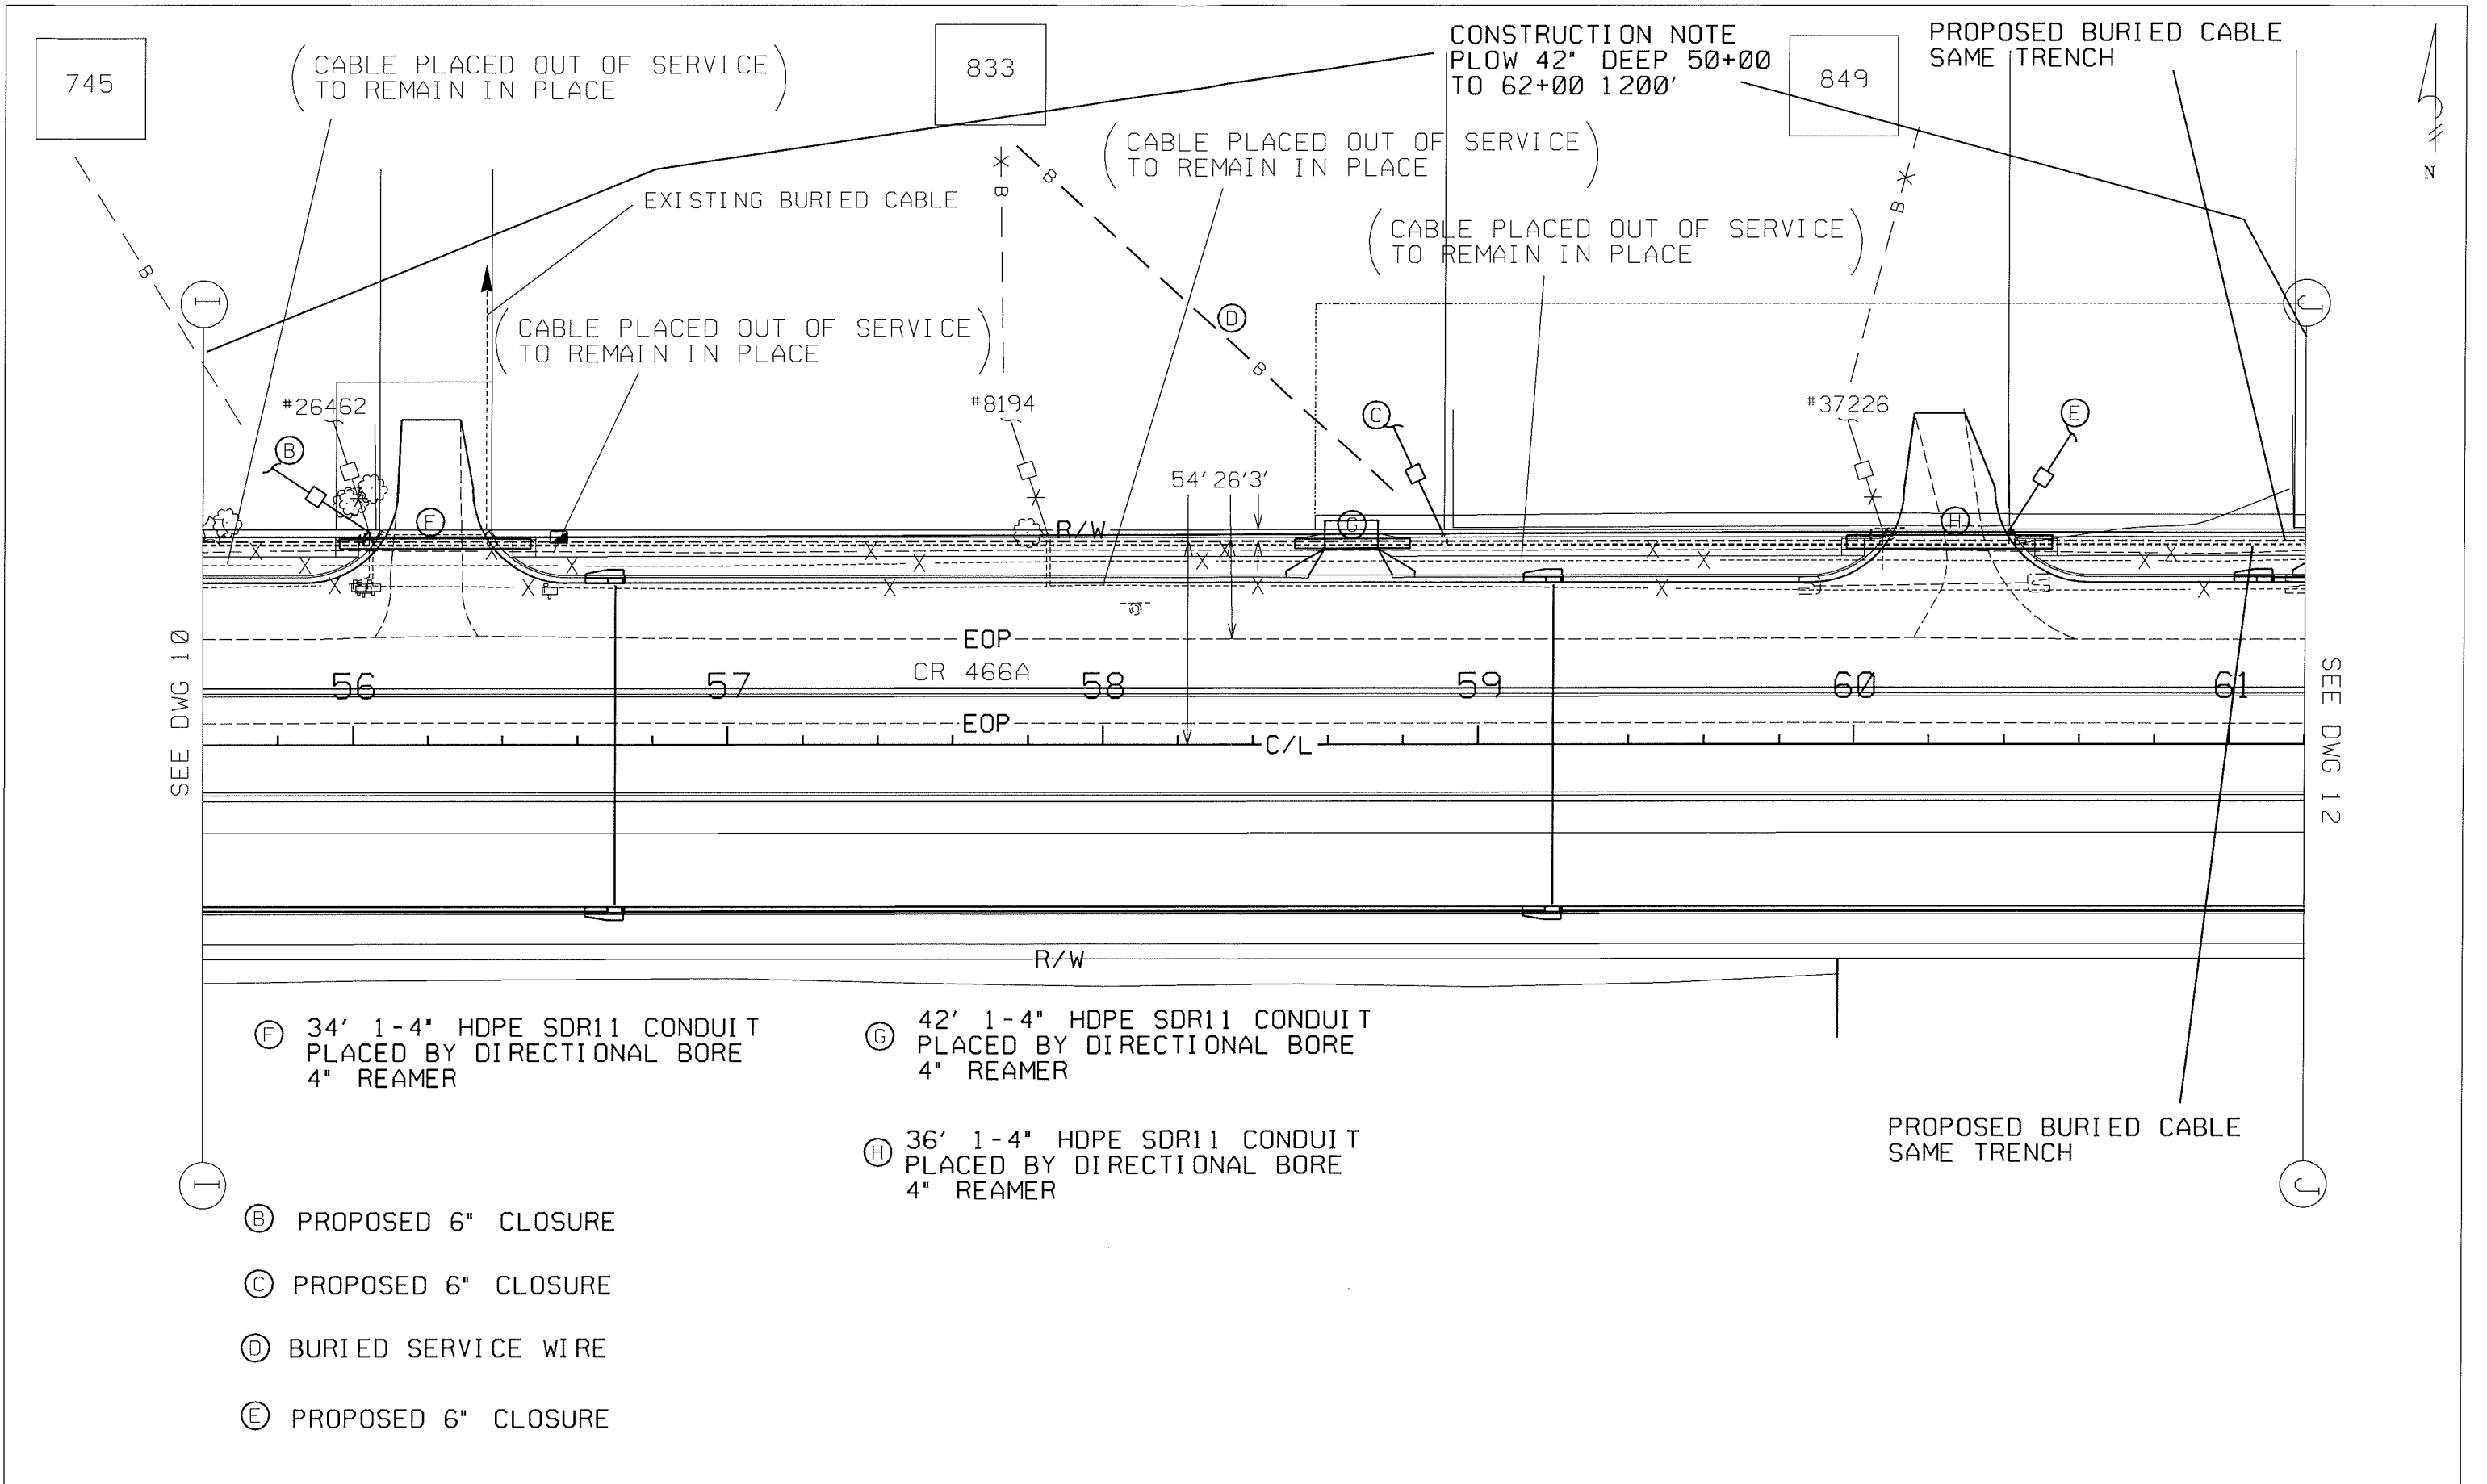 745
(CABLE PLACED OUT OF SERVICE
TO REMAIN IN PLACE)
833
CONSTRUCTION NOTE
PLOW 42" DEEP 50+00
TO 62+00 1200'
849
PROPOSED BURIED CABLE
SAME TRENCH
N
(CABLE PLACED OUT OF SERVICE
TO REMAIN IN PLACE)
EXISTING BURIED CABLE
B
B
B
B
(CABLE PLACED OUT OF SERVICE
TO REMAIN IN PLACE)
I
J
(CABLE PLACED OUT OF SERVICE
TO REMAIN IN PLACE)
D
B
#26462
#8194
C
#37226
E
B
54' 26' 3'
F
R/W
G
H
EOP
CR 466A
56
57
58
59
60
61
EOP
C/L
SEE DWG 10
SEE DWG 12
R/W
F 34' 1-4" HDPE SDR11 CONDUIT
PLACED BY DIRECTIONAL BORE
4" REAMER
G 42' 1-4" HDPE SDR11 CONDUIT
PLACED BY DIRECTIONAL BORE
4" REAMER
H 36' 1-4" HDPE SDR11 CONDUIT
PLACED BY DIRECTIONAL BORE
4" REAMER
PROPOSED BURIED CABLE
SAME TRENCH
I
J
B PROPOSED 6" CLOSURE
C PROPOSED 6" CLOSURE
D BURIED SERVICE WIRE
E PROPOSED 6" CLOSURE